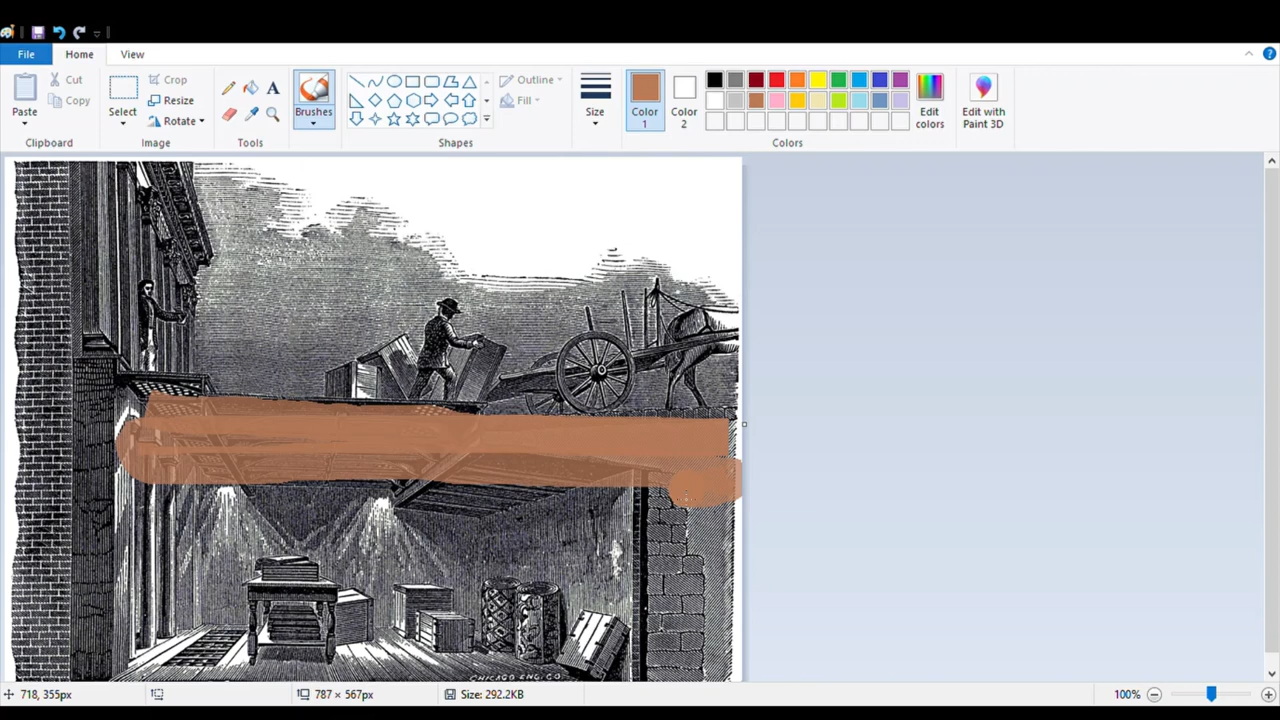 File Home View
Paste Cut Copy Clipboard
Select Crop Resize Rotate Image
Tools
Brushes
Outline Fill Shapes
Size
Color 1 Color 2 Edit colors Colors
Edit with Paint 3D
CHICAGO ENG. CO.
718, 355px 787 × 567px Size: 292.2KB 100%